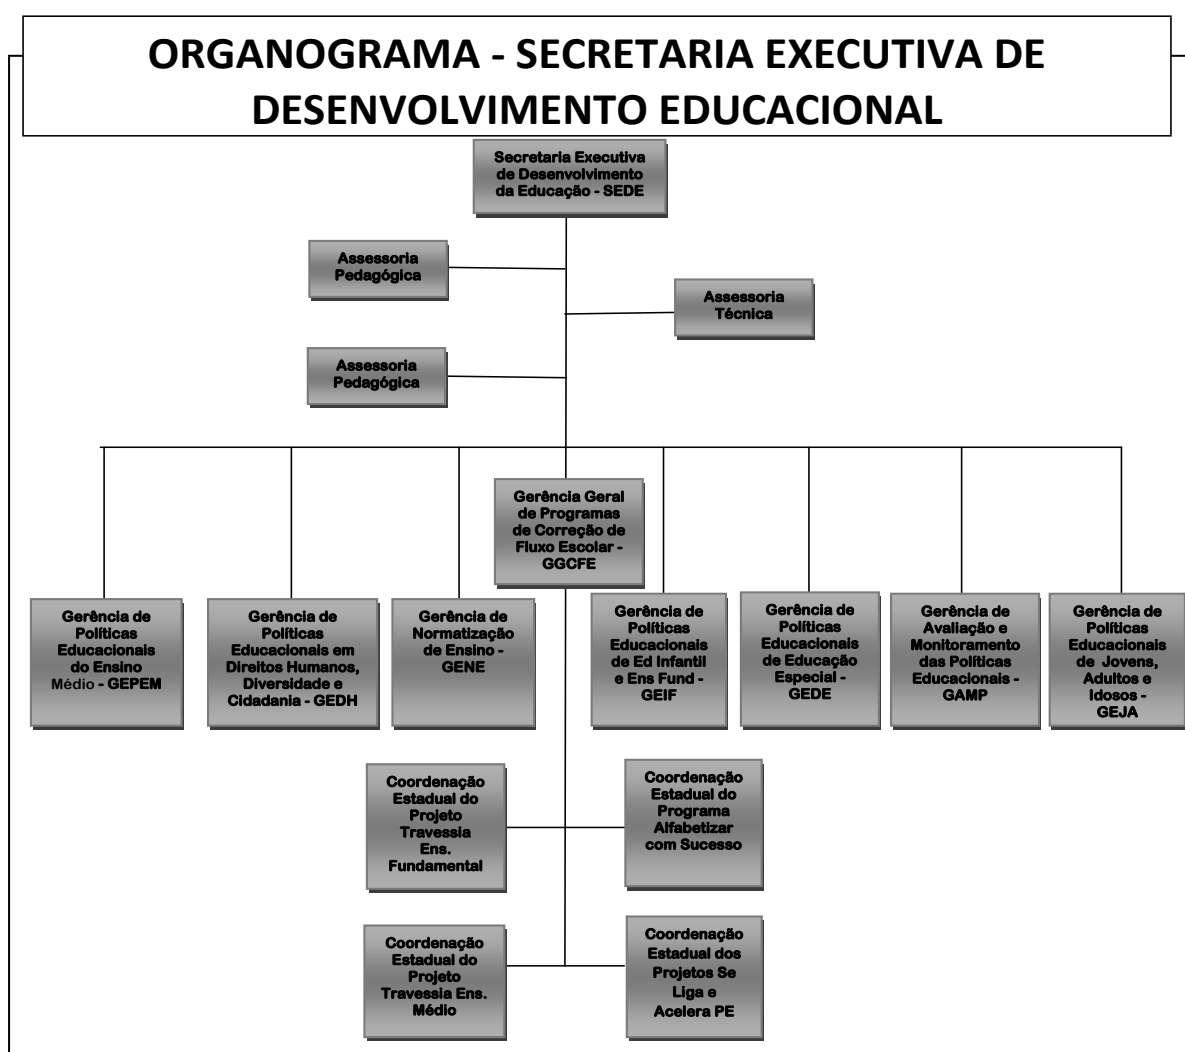 ORGANOGRAMA - SECRETARIA EXECUTIVA DE
DESENVOLVIMENTO EDUCACIONAL
Secretaria Executiva
de Desenvolvimento
da Educação - SEDE
Assessoria
Pedagógica
Assessoria
Técnica
Assessoria
Pedagógica
Gerência Geral
de Programas
de Correção de
Fluxo Escolar -
GGCFE
Gerência de
Políticas
Educacionais
do Ensino
Médio - GEPEM
Gerência de
Políticas
Educacionais em
Direitos Humanos,
Diversidade e
Cidadania - GEDH
Gerência de
Normatização
de Ensino -
GENE
Gerência de
Políticas
Educacionais
de Ed Infantil
e Ens Fund -
GEIF
Gerência de
Políticas
Educacionais
de Educação
Especial -
GEDE
Gerência de
Avaliação e
Monitoramento
das Políticas
Educacionais -
GAMP
Gerência de
Políticas
Educacionais
de Jovens,
Adultos e
Idosos -
GEJA
Coordenação
Estadual do
Projeto
Travessia
Ens.
Fundamental
Coordenação
Estadual do
Programa
Alfabetizar
com Sucesso
Coordenação
Estadual do
Projeto
Travessia Ens.
Médio
Coordenação
Estadual dos
Projetos Se
Liga e
Acelera PE